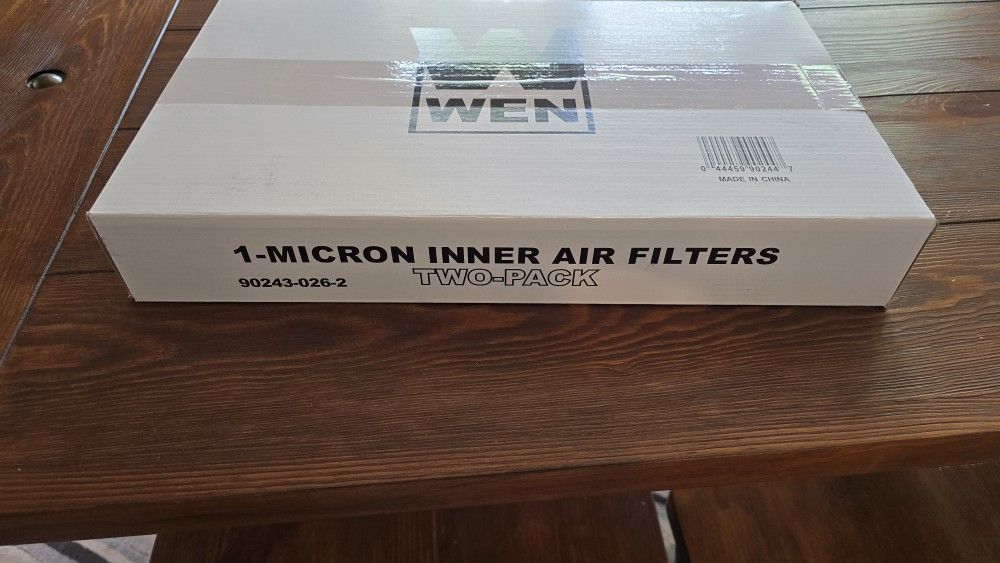 90243-026-2
WEN
0 44459 90244 7
MADE IN CHINA
1-MICRON INNER AIR FILTERS
TWO-PACK
90243-026-2